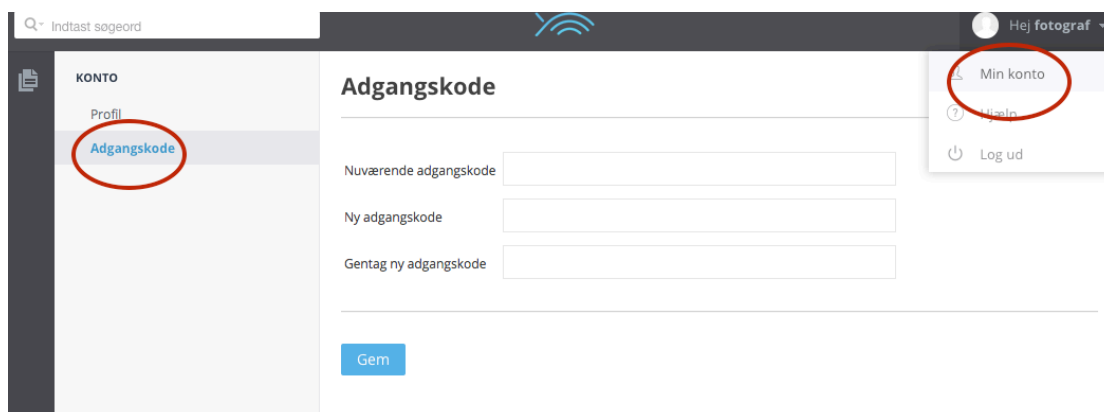 Indtast søgeord
Hej fotograf
KONTO
Profil
Adgangskode
Adgangskode
Nuværende adgangskode
Ny adgangskode
Gentag ny adgangskode
Gem
Min konto
Hjælp
Log ud